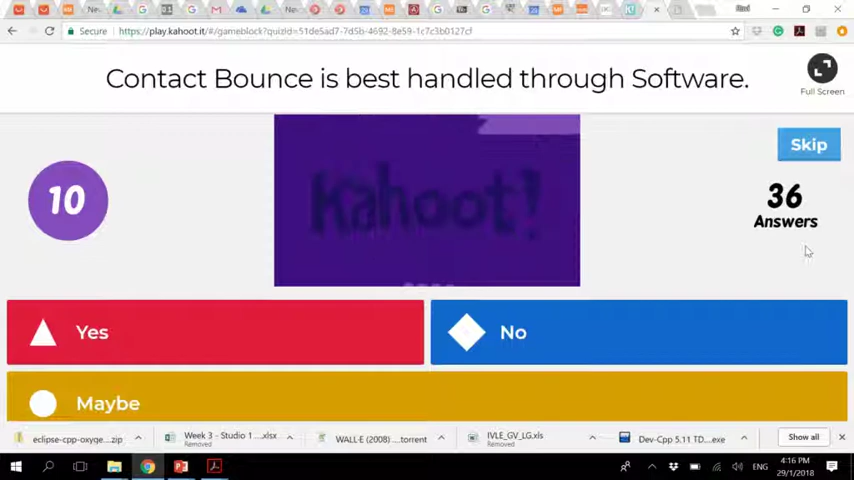 Secure
https://play.kahoot.it/#/gameblock?quizId=51de5ad7-7d5b-4692-8e59-1c7c3b0127cf
Contact Bounce is best handled through Software.
Full Screen
Skip
10
Kahoot!
36
Answers
Yes
No
Maybe
eclipse-cpp-oxyge....zip
Week 3 - Studio 1 ....xlsx
Removed
WALL-E (2008) ....torrent
IVLE_GV_LG.xls
Removed
Dev-Cpp 5.11 TD....exe
Show all
ENG
4:16 PM
29/1/2018